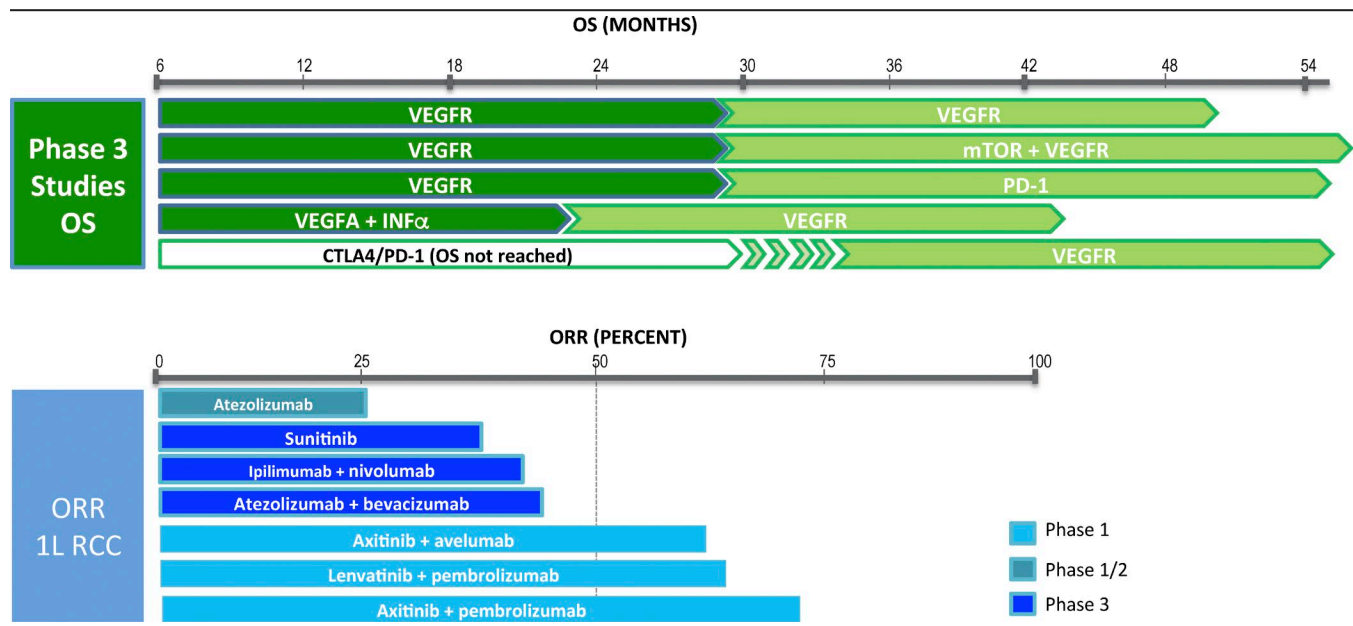 OS (MONTHS)
6 12 18 24 30 36 42 48 54
Phase 3
Studies
OS
VEGFR VEGFR
VEGFR mTOR + VEGFR
VEGFR PD-1
VEGFA + INFα VEGFR
CTLA4/PD-1 (OS not reached) VEGFR
ORR (PERCENT)
0 25 50 75 100
ORR
1L RCC
Atezolizumab
Sunitinib
Ipilimumab + nivolumab
Atezolizumab + bevacizumab
Axitinib + avelumab
Lenvatinib + pembrolizumab
Axitinib + pembrolizumab
Phase 1
Phase 1/2
Phase 3